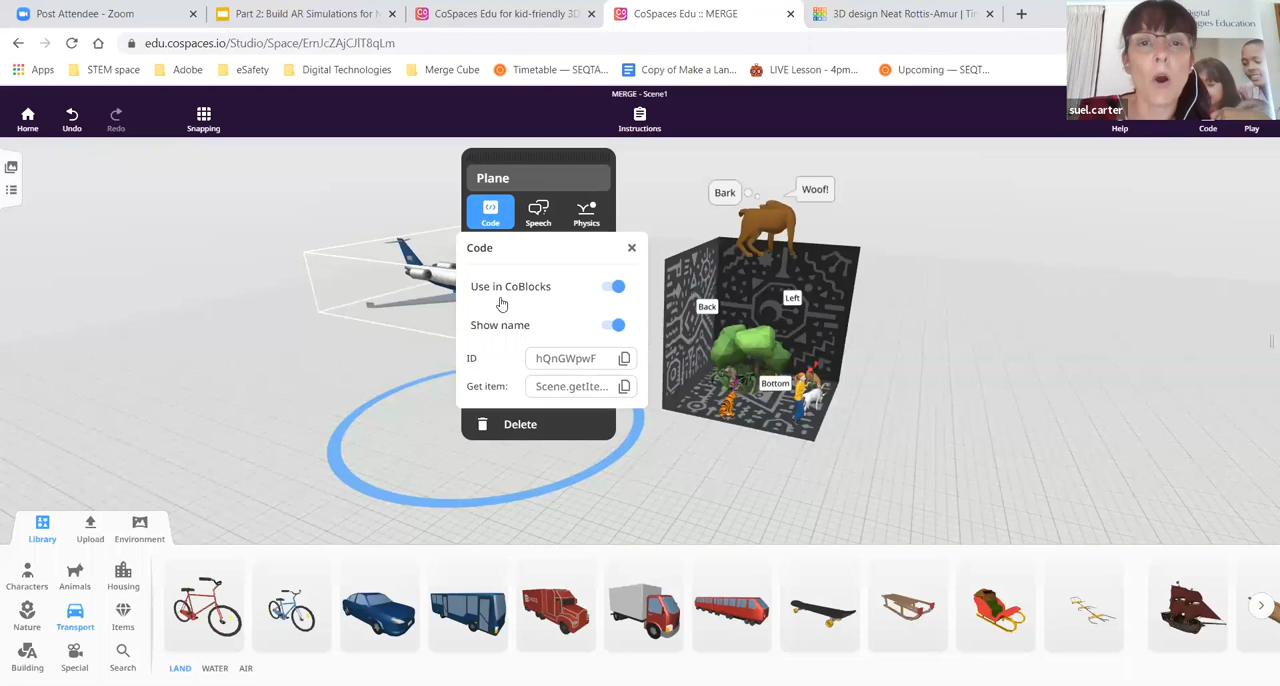 Post Attendee - Zoom
Part 2: Build AR Simulations for N
CoSpaces Edu for kid-friendly 3D
CoSpaces Edu :: MERGE
3D design Neat Rottis-Amur | Tin
edu.cospaces.io/Studio/Space/ErnJcZAjCJlT8qLm
Apps
STEM space
Adobe
eSafety
Digital Technologies
Merge Cube
Timetable — SEQTA...
Copy of Make a Lan...
LIVE Lesson - 4pm...
Upcoming — SEQT...
Digital
Education
suel.carter
MERGE - Scene1
Home
Undo
Redo
Snapping
Instructions
Help
Code
Play
Plane
Code
Speech
Physics
Code
Use in CoBlocks
Show name
ID
hQnGWpwF
Get item:
Scene.getIte...
Delete
Bark
Woof!
Back
Left
Bottom
Library
Upload
Environment
Characters
Animals
Housing
Nature
Transport
Items
Building
Special
Search
LAND
WATER
AIR